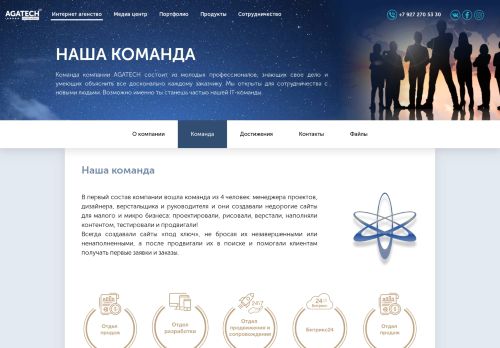 AGATECH
Интернет агенство
Медиа центр
Портфолио
Продукты
Сотрудничество
+7 927 270 53 30
НАША КОМАНДА
Команда компании AGATECH состоит из молодых профессионалов, знающих свое дело и
умеющих объяснить все досконально каждому заказчику. Мы открыты для сотрудничества с
новыми людьми. Возможно именно ты станешь частью нашей IT-команды.
О компании
Команда
Достижения
Контакты
Файлы
Наша команда
В первый состав компании вошла команда из 4 человек: менеджера проектов,
дизайнера, верстальщика и руководителя и они создавали недорогие сайты
для малого и микро бизнеса: проектировали, рисовали, верстали, наполняли
контентом, тестировали и продвигали!
Всегда создавали сайты «под ключ», не бросая их незавершенными или
ненаполненными, а после продвигали их в поиске и помогали клиентам
получать первые заявки и заказы.
Отдел
продаж
Отдел
разработки
24/7
Отдел
продвижения и
сопровождения
24
Битрикс
Битрикс24
Отдел
продаж